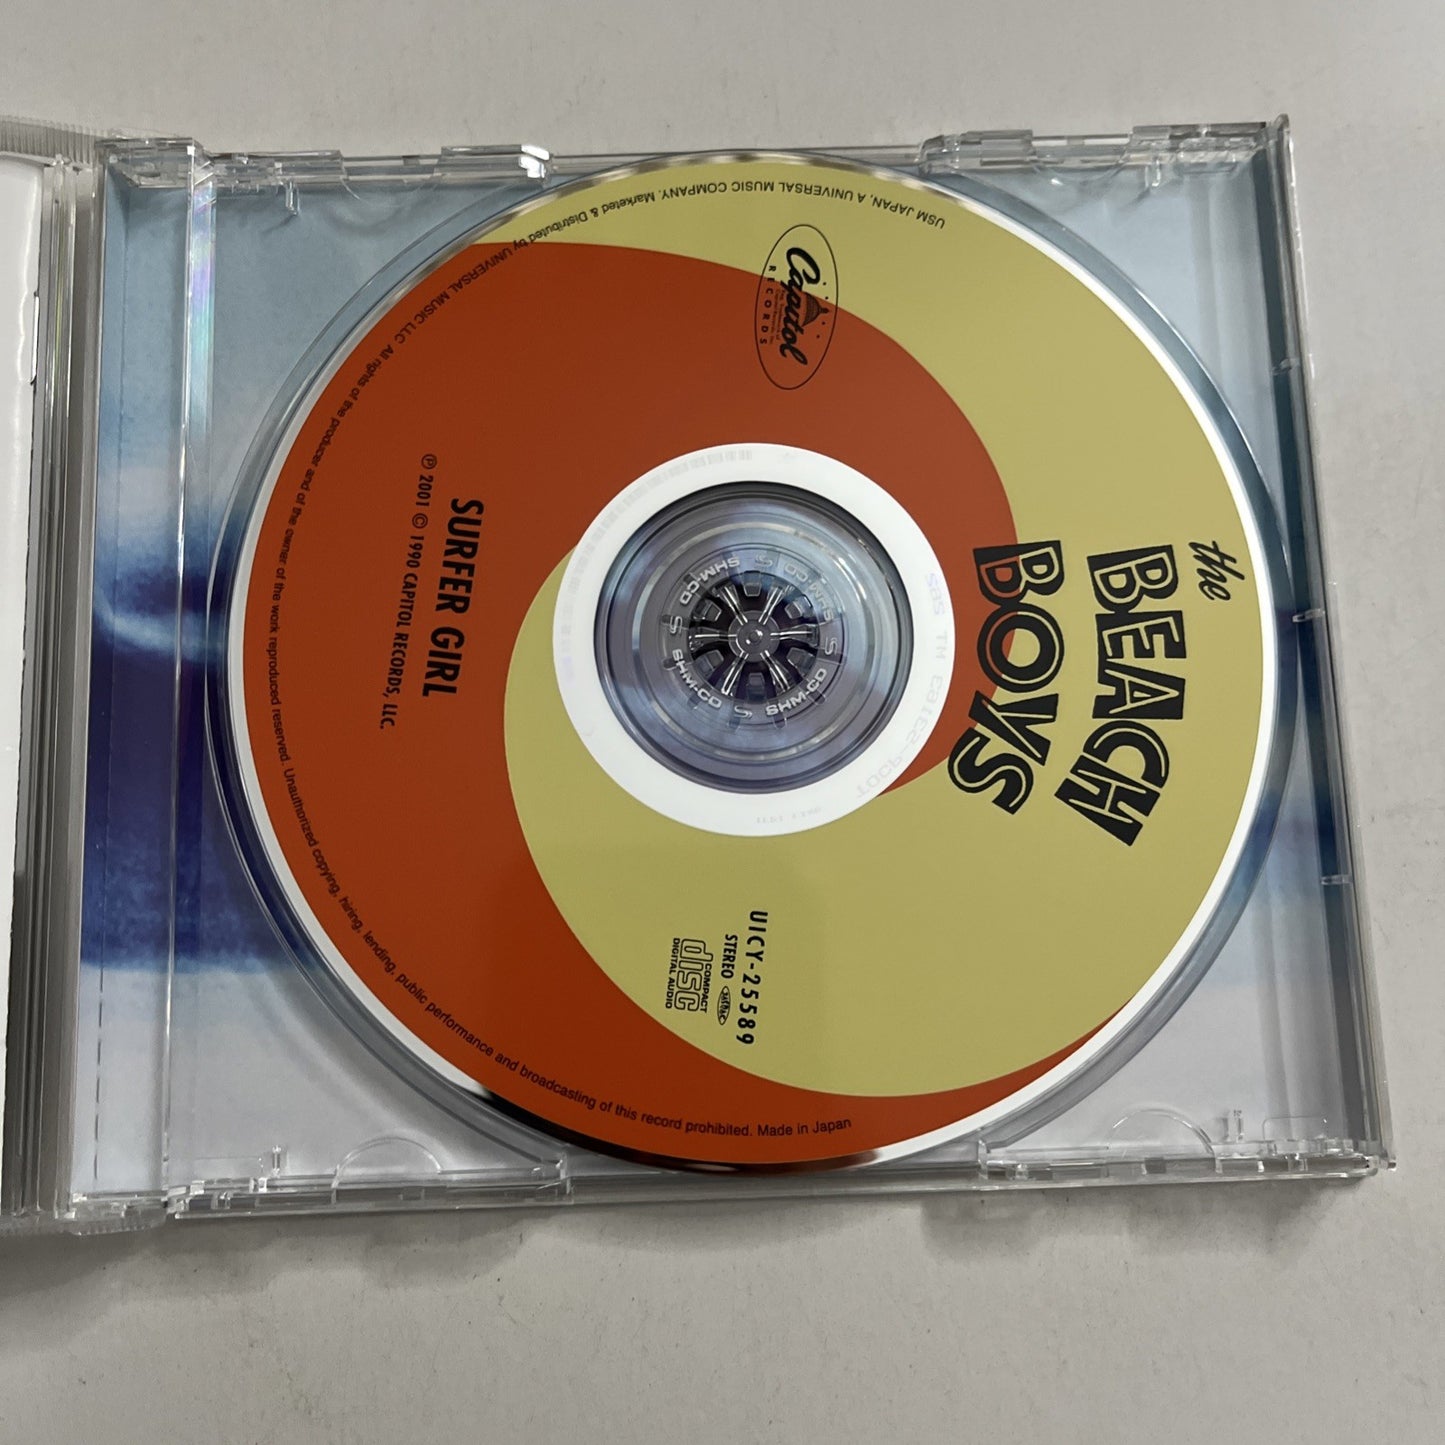 the
BEACH
BOYS
Capitol
RECORDS
UICY-25589
STEREO
COMPACT
disc
DIGITAL AUDIO
SURFER GIRL
℗ 2001 © 1990 CAPITOL RECORDS, LLC.
USM JAPAN, A UNIVERSAL MUSIC COMPANY. Marketed & Distributed by UNIVERSAL MUSIC LLC. All rights of the producer and of the owner of the work reproduced reserved. Unauthorized copying, hiring, lending, public performance and broadcasting of this record prohibited. Made in Japan
SHM-CD
SHM-CD
SHM-CD
SHM-CD